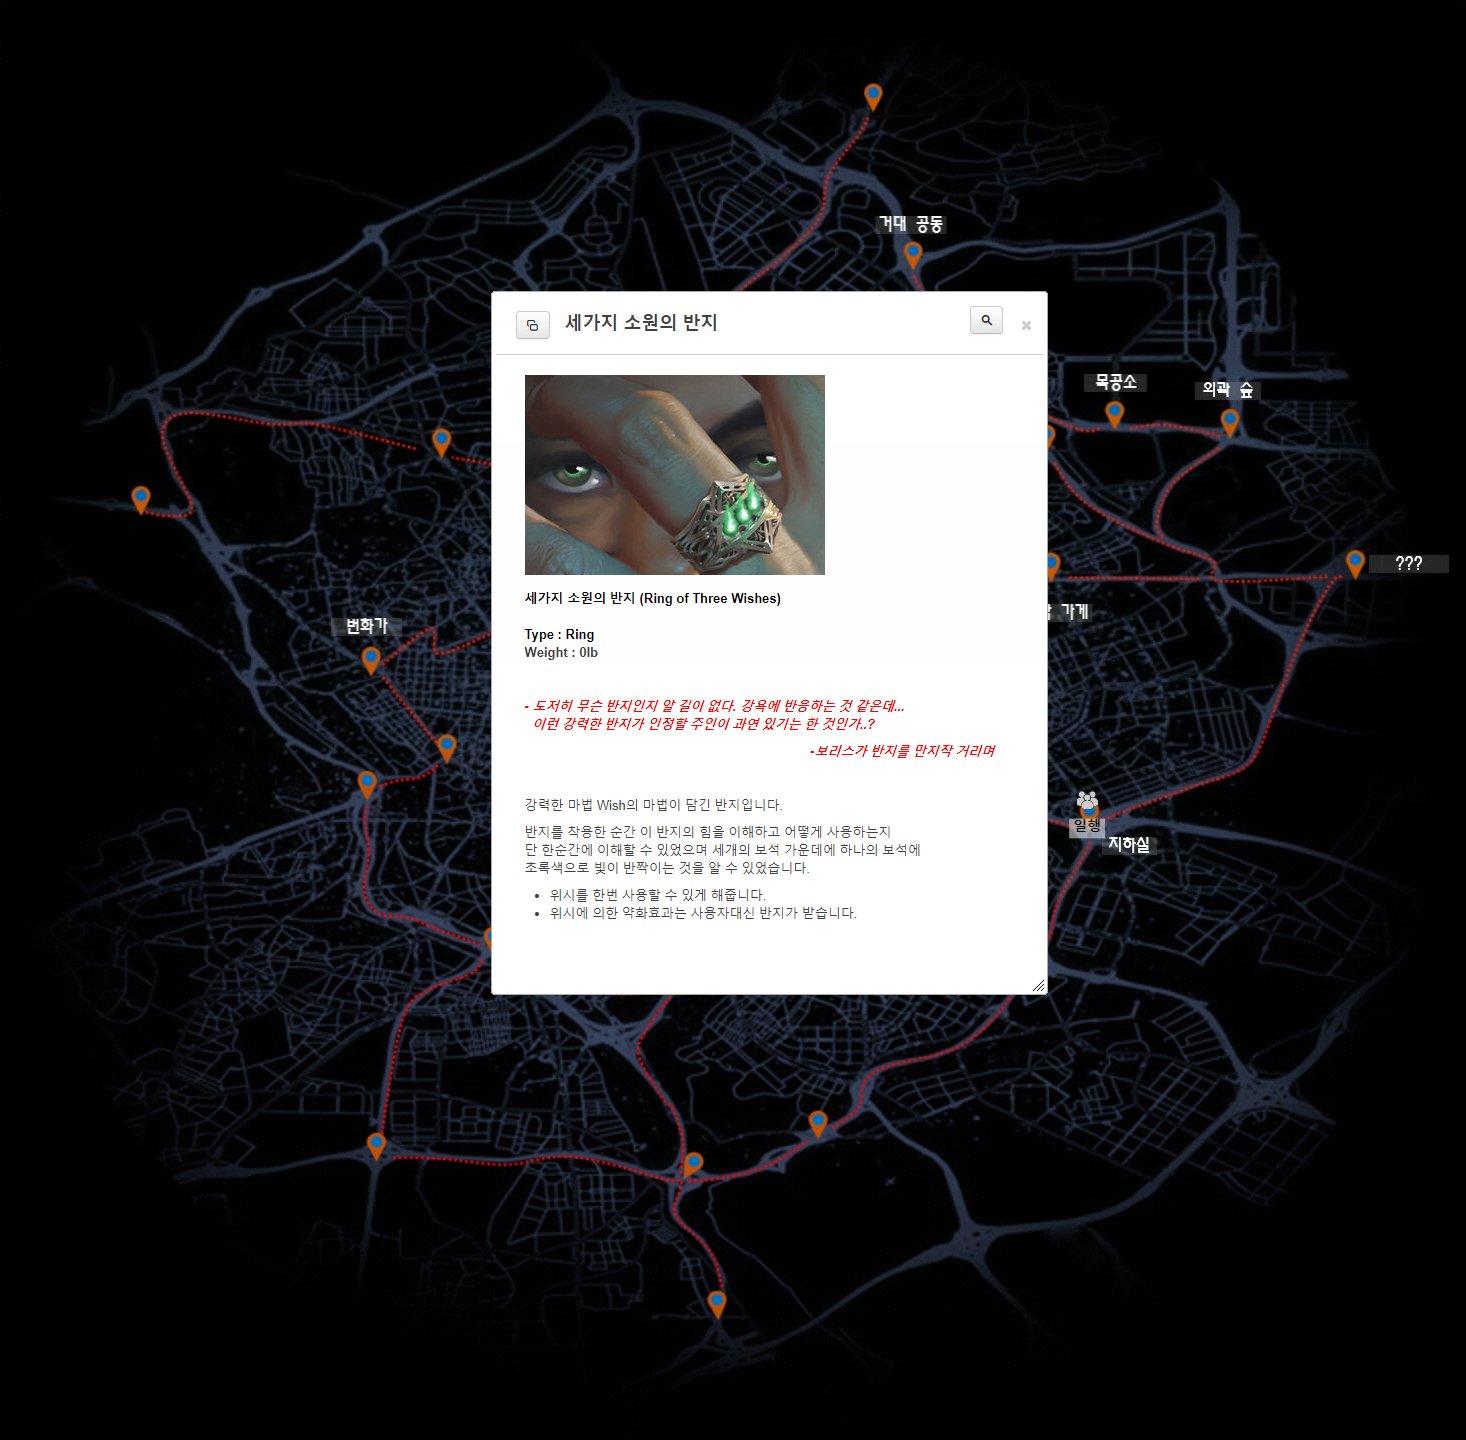 거대 공동
세가지 소원의 반지
목공소
외곽 숲
???
세가지 소원의 반지 (Ring of Three Wishes)
가게
번화가
Type : Ring
Weight : 0lb
- 도저히 무슨 반지인지 알 길이 없다. 강욕에 반응하는 것 같은데...
이런 강력한 반지가 인정할 주인이 과연 있기는 한 것인가..?
-보리스가 반지를 만지작 거리며
강력한 마법 Wish의 마법이 담긴 반지입니다.
일행
지하실
반지를 착용한 순간 이 반지의 힘을 이해하고 어떻게 사용하는지
단 한순간에 이해할 수 있었으며 세개의 보석 가운데에 하나의 보석에
초록색으로 빛이 반짝이는 것을 알 수 있었습니다.
위시를 한번 사용할 수 있게 해줍니다.
위시에 의한 약화효과는 사용자대신 반지가 받습니다.